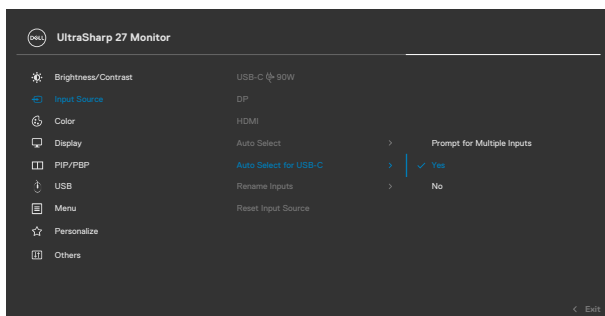 DELL UltraSharp 27 Monitor
Brightness/Contrast
Input Source
Color
Display
PIP/PBP
USB
Menu
Personalize
Others
USB-C 90W
DP
HDMI
Auto Select
Auto Select for USB-C
Rename Inputs
Reset Input Source
Prompt for Multiple Inputs
Yes
No
Exit